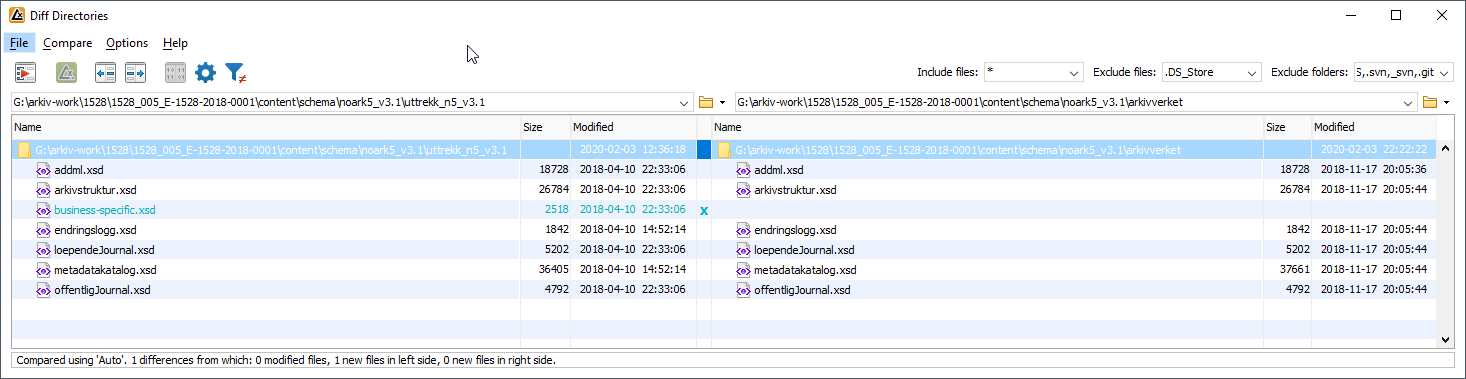 Diff Directories
File Compare Options Help
Include files: * Exclude files: .DS_Store Exclude folders: S,.svn,_svn,.git
G:\arkiv-work\1528\1528_005_E-1528-2018-0001\content\schema\noark5_v3.1\uttrekk_n5_v3.1 G:\arkiv-work\1528\1528_005_E-1528-2018-0001\content\schema\noark5_v3.1\arkivverket
Name Size Modified Name Size Modified
G:\arkiv-work\1528\1528_005_E-1528-2018-0001\content\schema\noark5_v3.1\uttrekk_n5_v3.1 2020-02-03 12:36:18 G:\arkiv-work\1528\1528_005_E-1528-2018-0001\content\schema\noark5_v3.1\arkivverket 2020-02-03 22:22:22
addml.xsd 18728 2018-04-10 22:33:06 addml.xsd 18728 2018-11-17 20:05:36
arkivstruktur.xsd 26784 2018-04-10 22:33:06 arkivstruktur.xsd 26784 2018-11-17 20:05:44
business-specific.xsd 2518 2018-04-10 22:33:06 x
endringslogg.xsd 1842 2018-04-10 14:52:14 endringslogg.xsd 1842 2018-11-17 20:05:44
loependeJournal.xsd 5202 2018-04-10 22:33:06 loependeJournal.xsd 5202 2018-11-17 20:05:44
metadatakatalog.xsd 36405 2018-04-10 14:52:14 metadatakatalog.xsd 37661 2018-11-17 20:05:44
offentligJournal.xsd 4792 2018-04-10 22:33:06 offentligJournal.xsd 4792 2018-11-17 20:05:44
Compared using 'Auto'. 1 differences from which: 0 modified files, 1 new files in left side, 0 new files in right side.